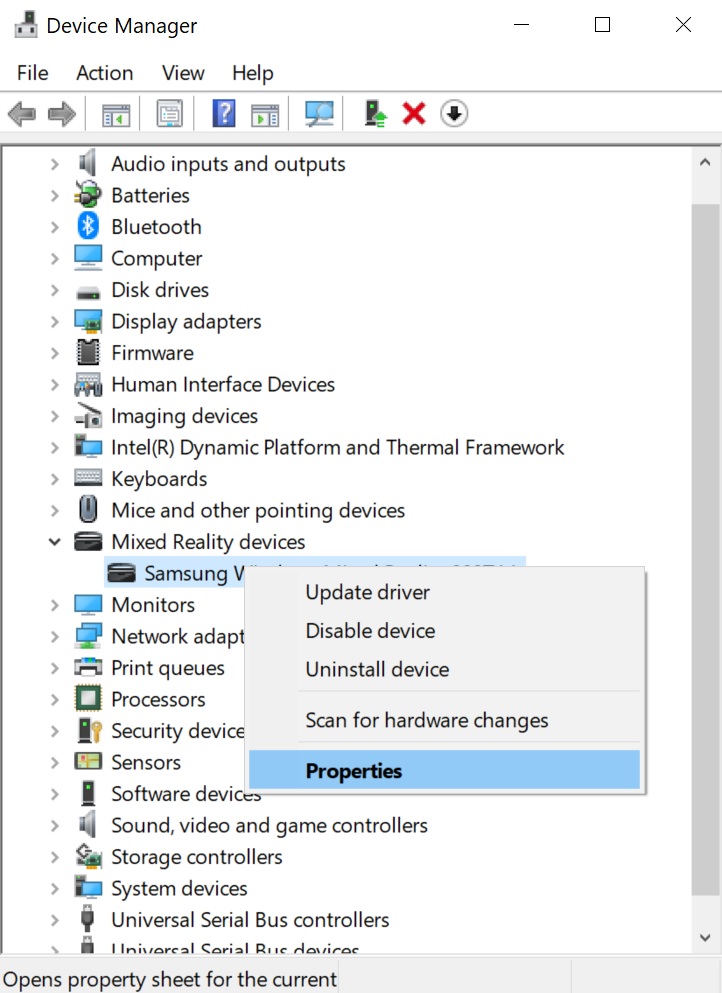 Device Manager
File Action View Help
Audio inputs and outputs
Batteries
Bluetooth
Computer
Disk drives
Display adapters
Firmware
Human Interface Devices
Imaging devices
Intel(R) Dynamic Platform and Thermal Framework
Keyboards
Mice and other pointing devices
Mixed Reality devices
Samsung
Update driver
Monitors
Disable device
Network adapt
Uninstall device
Print queues
Processors
Scan for hardware changes
Security device
Sensors
Properties
Software devices
Sound, video and game controllers
Storage controllers
System devices
Universal Serial Bus controllers
Universal Serial Bus devices
Opens property sheet for the current